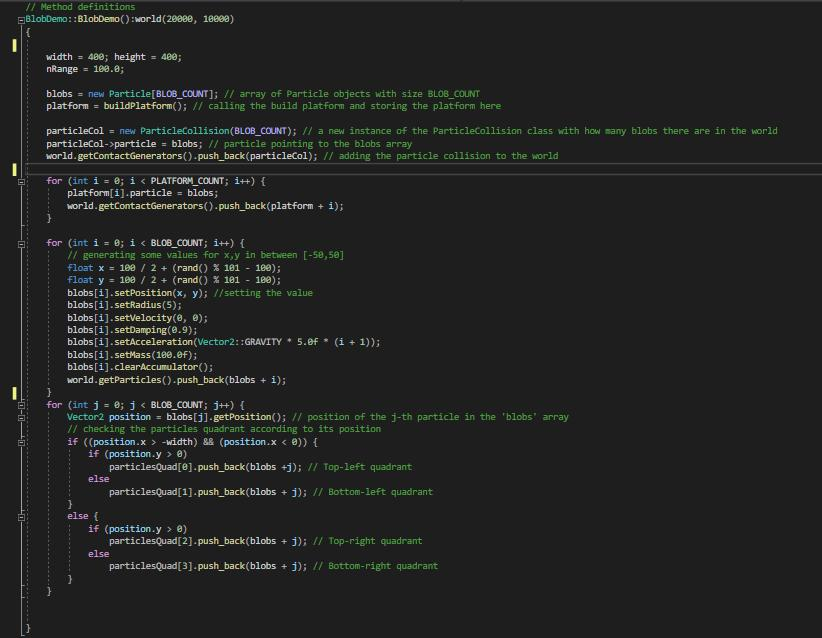 // Method definitions
BlobDemo::BlobDemo():world(20000, 10000)
{
width = 400; height = 400;
nRange = 100.0;
blobs = new Particle[BLOB_COUNT]; // array of Particle objects with size BLOB_COUNT
platform = buildPlatform(); // calling the build platform and storing the platform here
particleCol = new ParticleCollision(BLOB_COUNT); // a new instance of the ParticleCollision class with how many blobs there are in the world
particleCol->particle = blobs; // particle pointing to the blobs array
world.getContactGenerators().push_back(particleCol); // adding the particle collision to the world
for (int i = 0; i < PLATFORM_COUNT; i++) {
platform[i].particle = blobs;
world.getContactGenerators().push_back(platform + i);
}
for (int i = 0; i < BLOB_COUNT; i++) {
// generating some values for x,y in between [-50,50]
float x = 100 / 2 + (rand() % 101 - 100);
float y = 100 / 2 + (rand() % 101 - 100);
blobs[i].setPosition(x, y); //setting the value
blobs[i].setRadius(5);
blobs[i].setVelocity(0, 0);
blobs[i].setDamping(0.9);
blobs[i].setAcceleration(Vector2::GRAVITY * 5.0f * (i + 1));
blobs[i].setMass(100.0f);
blobs[i].clearAccumulator();
world.getParticles().push_back(blobs + i);
}
for (int j = 0; j < BLOB_COUNT; j++) {
Vector2 position = blobs[j].getPosition(); // position of the j-th particle in the 'blobs' array
// checking the particles quadrant according to its position
if ((position.x > -width) && (position.x < 0)) {
if (position.y > 0)
particlesQuad[0].push_back(blobs +j); // Top-left quadrant
else
particlesQuad[1].push_back(blobs + j); // Bottom-left quadrant
}
else {
if (position.y > 0)
particlesQuad[2].push_back(blobs + j); // Top-right quadrant
else
particlesQuad[3].push_back(blobs + j); // Bottom-right quadrant
}
}
}